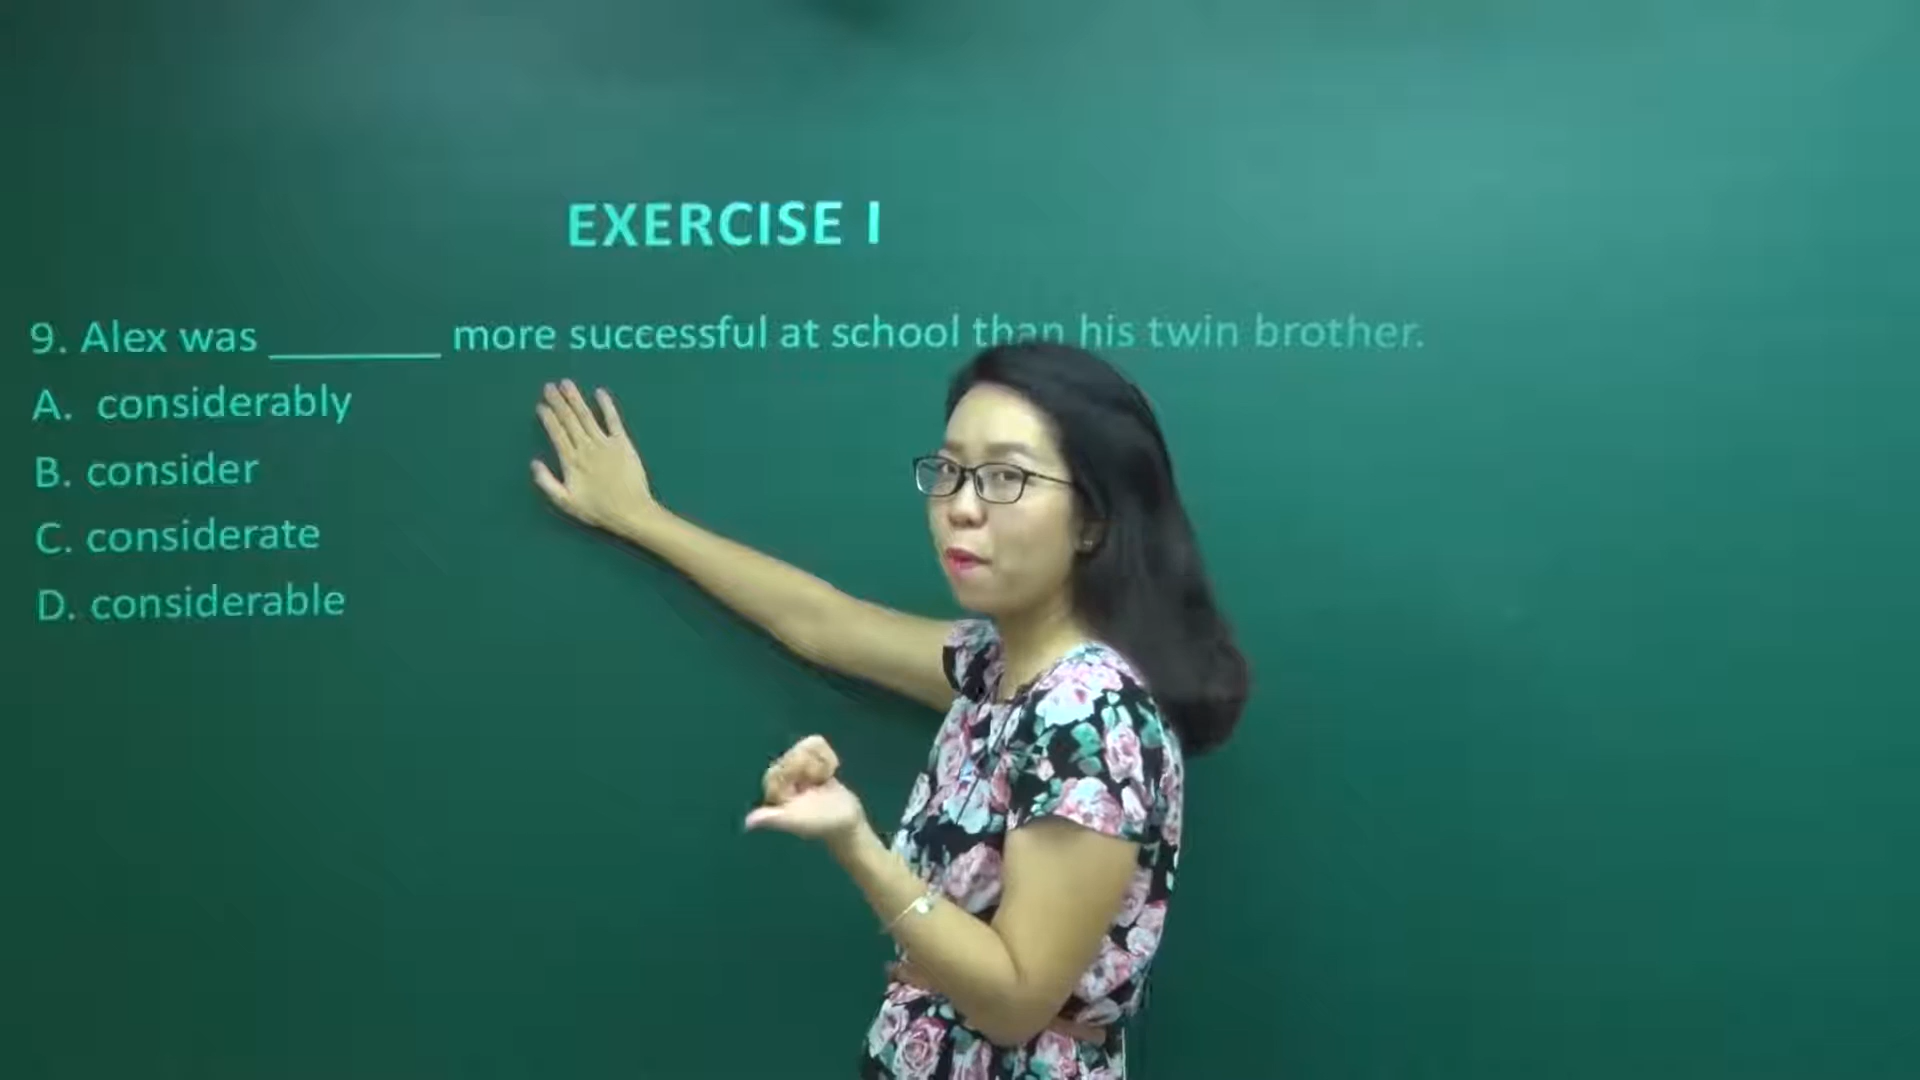 EXERCISE I
9. Alex was ________ more successful at school than his twin brother.
A. considerably
B. consider
C. considerate
D. considerable